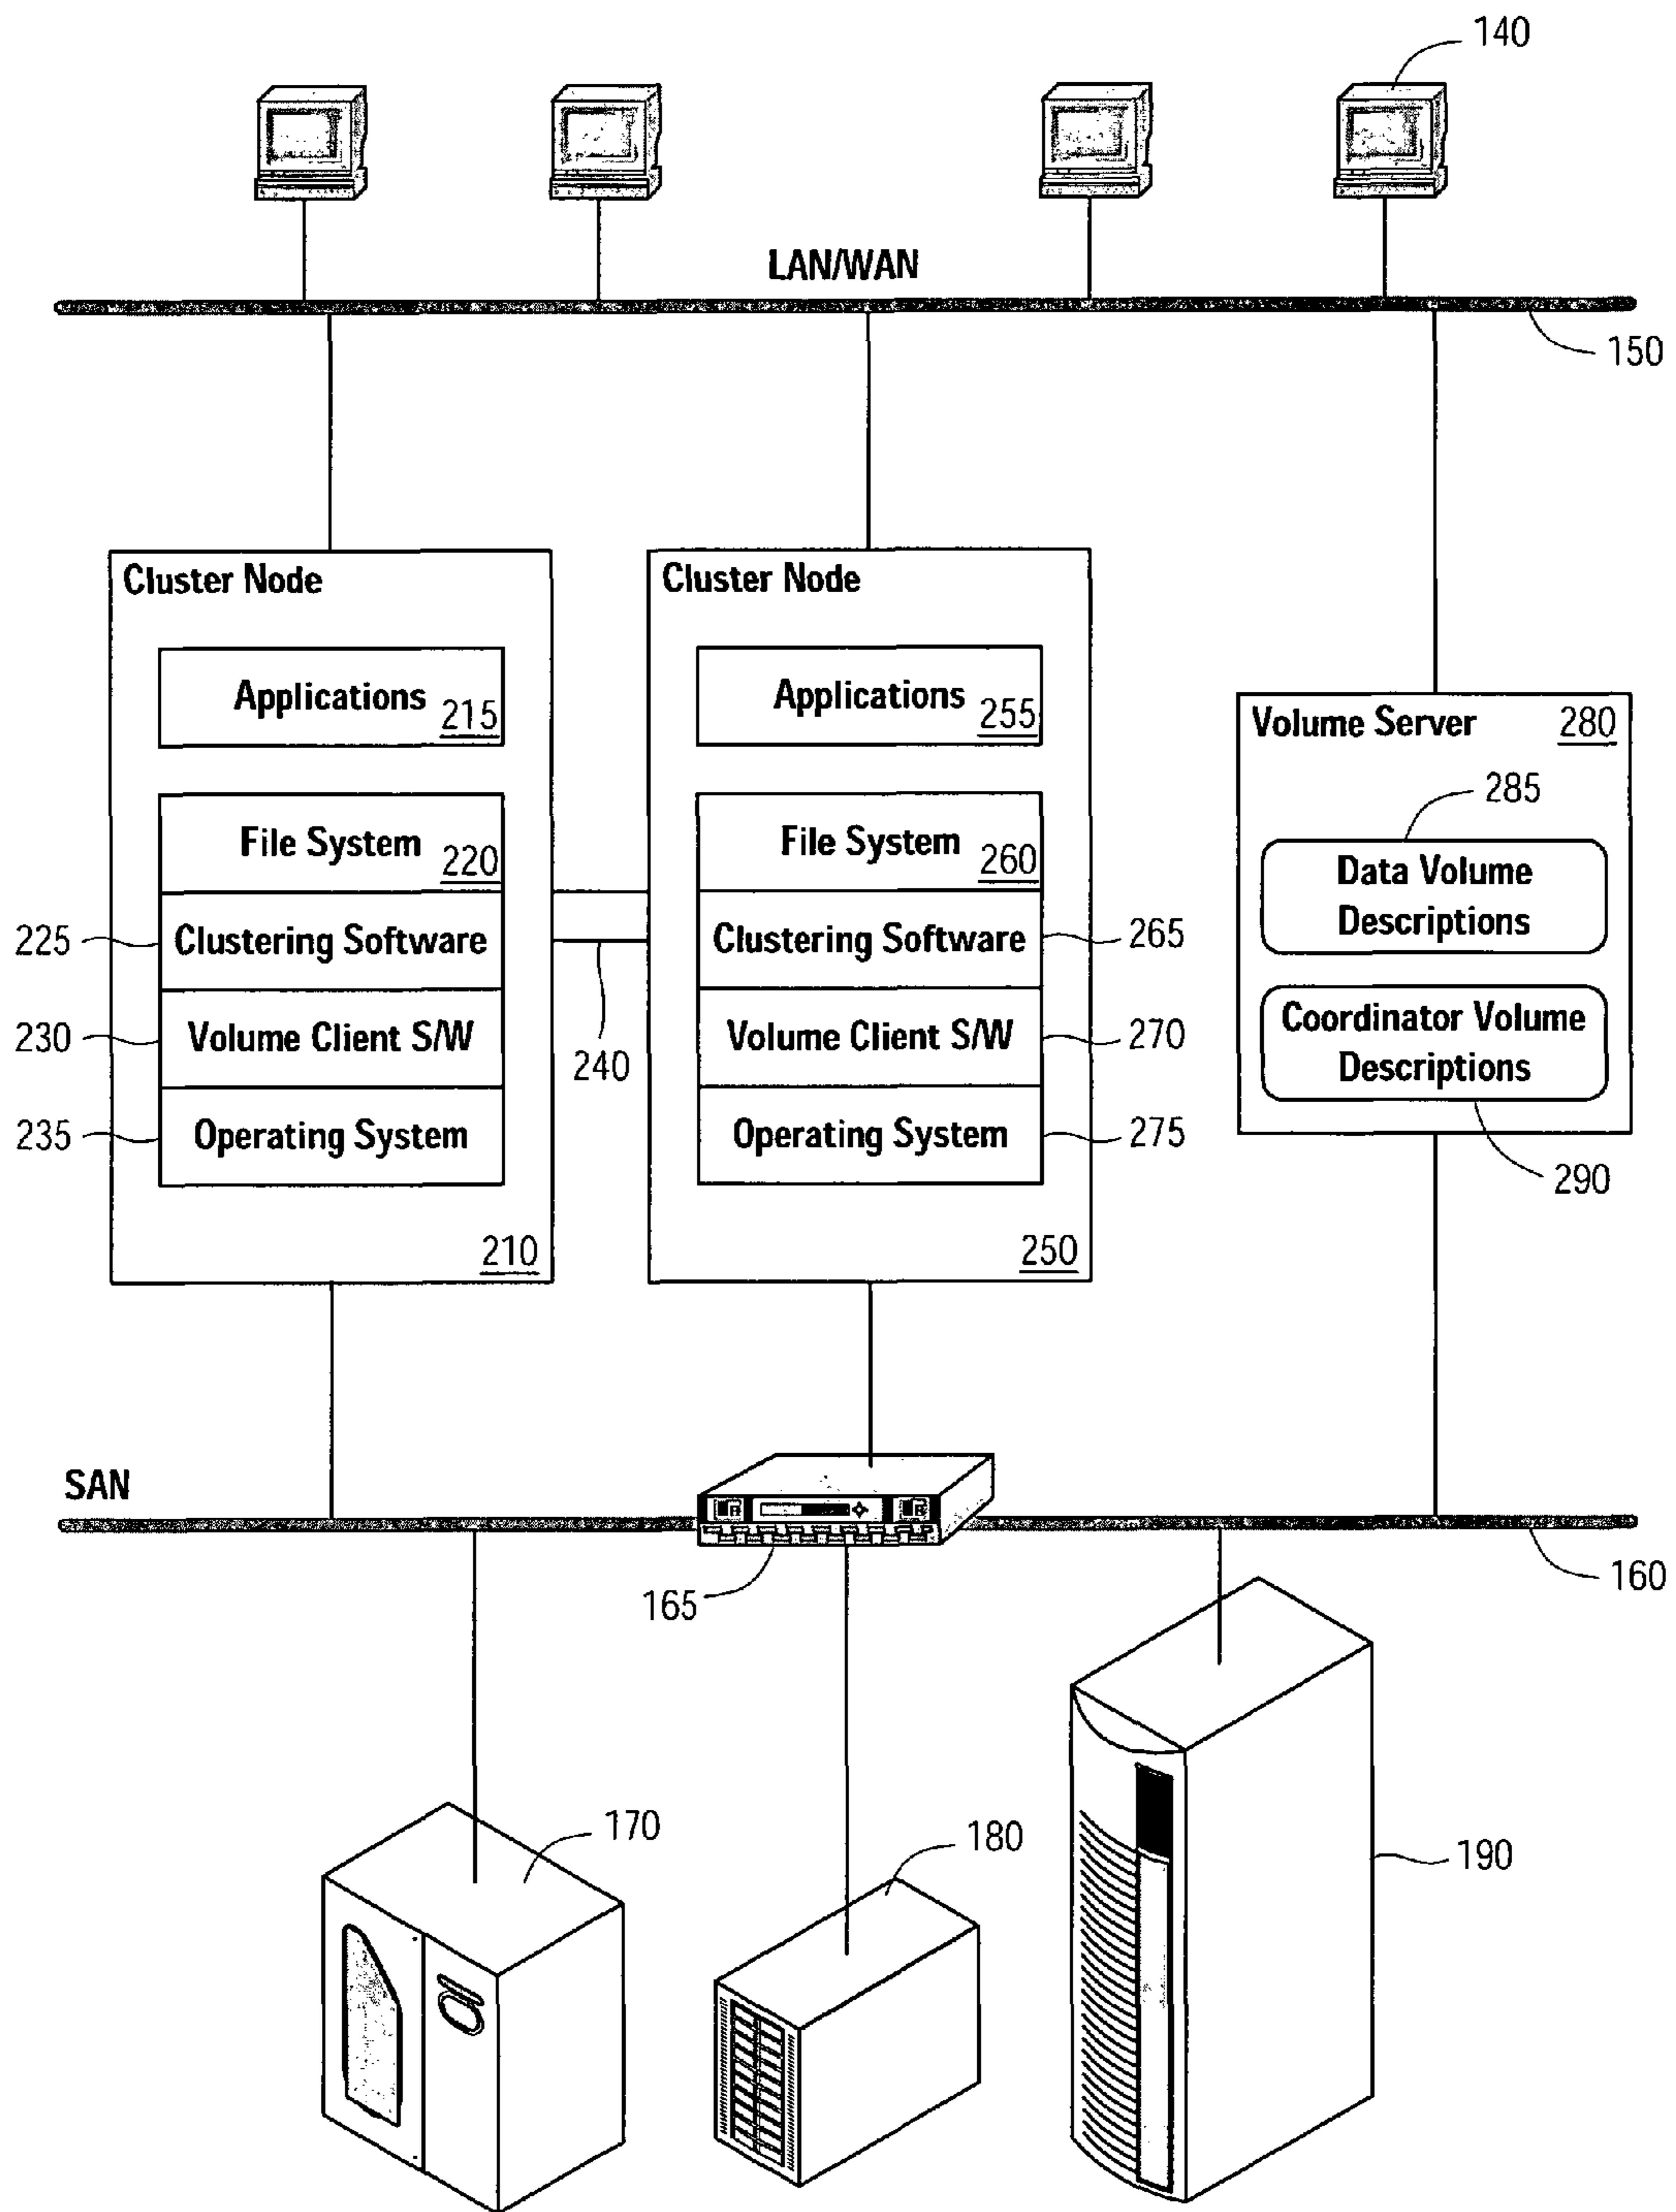 140
LAN/WAN
150
Cluster Node
Applications 215
File System 220
225 Clustering Software
230 Volume Client S/W
235 Operating System
210
240
Cluster Node
Applications 255
File System 260
Clustering Software 265
Volume Client S/W 270
Operating System 275
250
Volume Server 280
285
Data Volume
Descriptions
Coordinator Volume
Descriptions
290
SAN
165
160
170
180
190